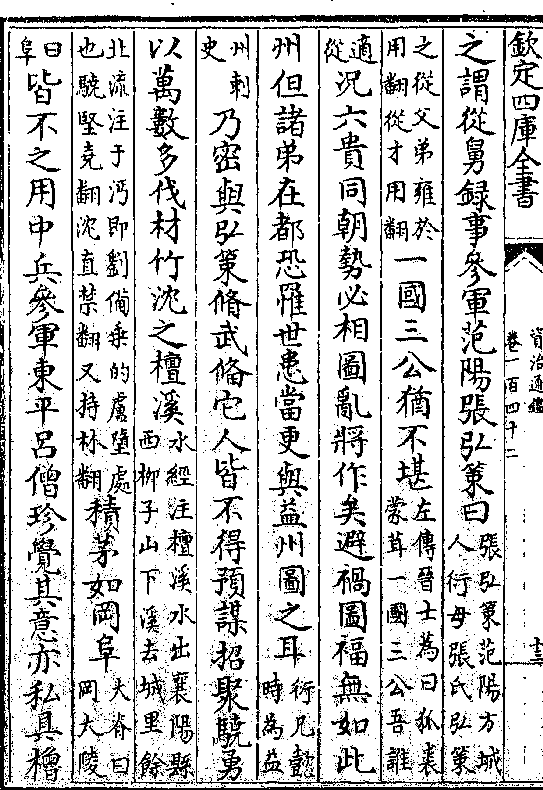 欽定四庫全書
資治通鑑
卷一百四十二
十三
之謂從舅録事參軍范陽張弘策曰張弘策范陽方城人衍母張氏弘策
之從父弟雍於用翻從才用翻一國三公猶不堪左傳晉士為曰狐裘蒙茸一國三公吾誰
適從況六貴同朝勢必相圖亂將作矣避禍圖福無如此
州但諸弟在都恐罹世患當更與益州圖之耳衍兄懿時為益
州刺史乃密與弘策脩武備它人皆不得預謀招聚驍勇
以萬數多伐材竹沈之檀溪水經注檀溪水出襄陽縣西柳子山下溪去城里餘
北流注于沔即劉備乗的盧墮處也驍堅堯翻沈直禁翻又持林翻積茅如岡阜大脊曰岡大陵
曰阜皆不之用中兵參軍東平呂僧珍覺其意亦私具櫓